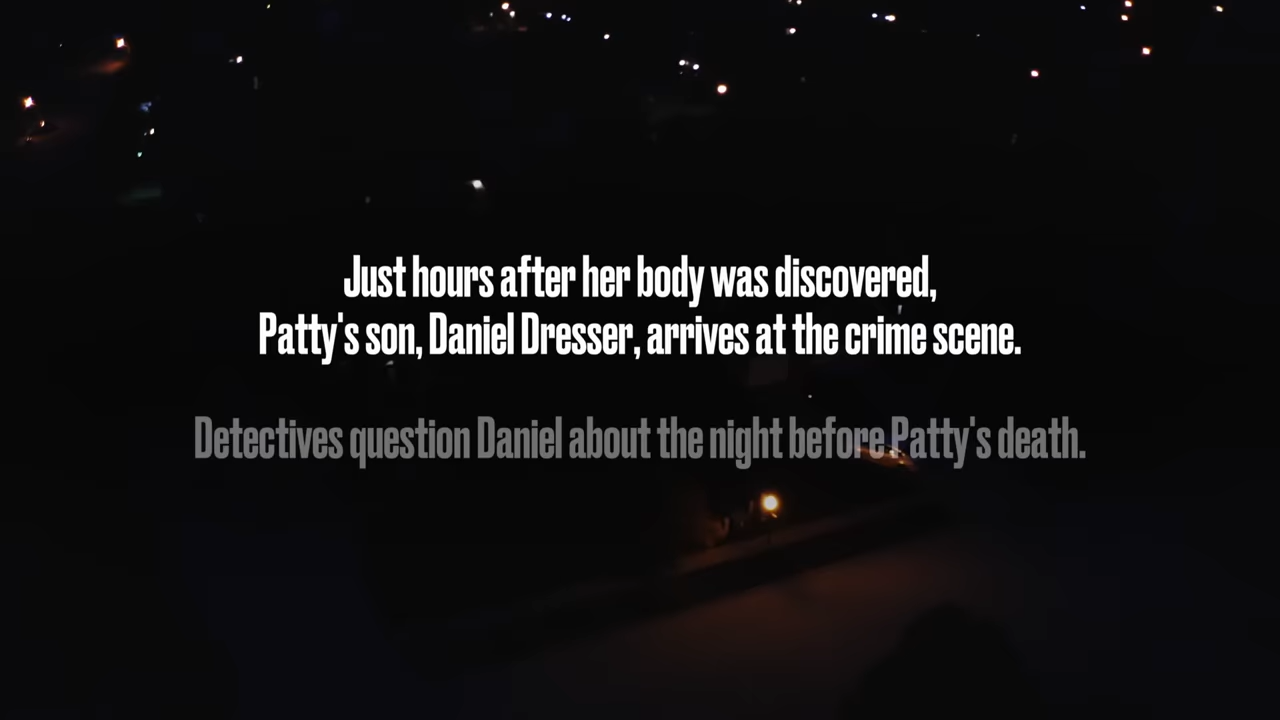 Just hours after her body was discovered,
Patty's son, Daniel Dresser, arrives at the crime scene.
Detectives question Daniel about the night before Patty's death.